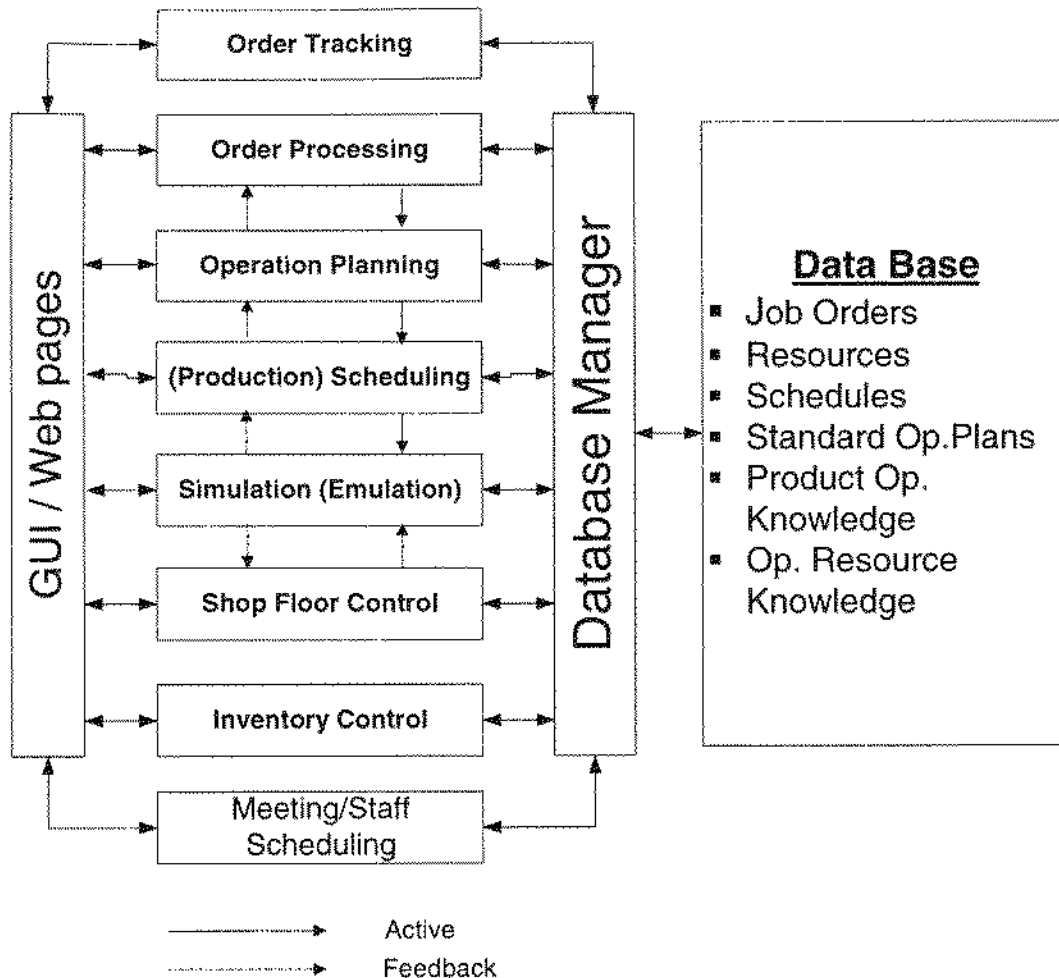 Order Tracking
Order Processing
Operation Planning
(Production) Scheduling
Simulation (Emulation)
Shop Floor Control
Inventory Control
Meeting/Staff
Scheduling
GUI / Web pages
Database Manager
Data Base
▪ Job Orders
▪ Resources
▪ Schedules
▪ Standard Op.Plans
▪ Product Op.
Knowledge
▪ Op. Resource
Knowledge
Active
Feedback